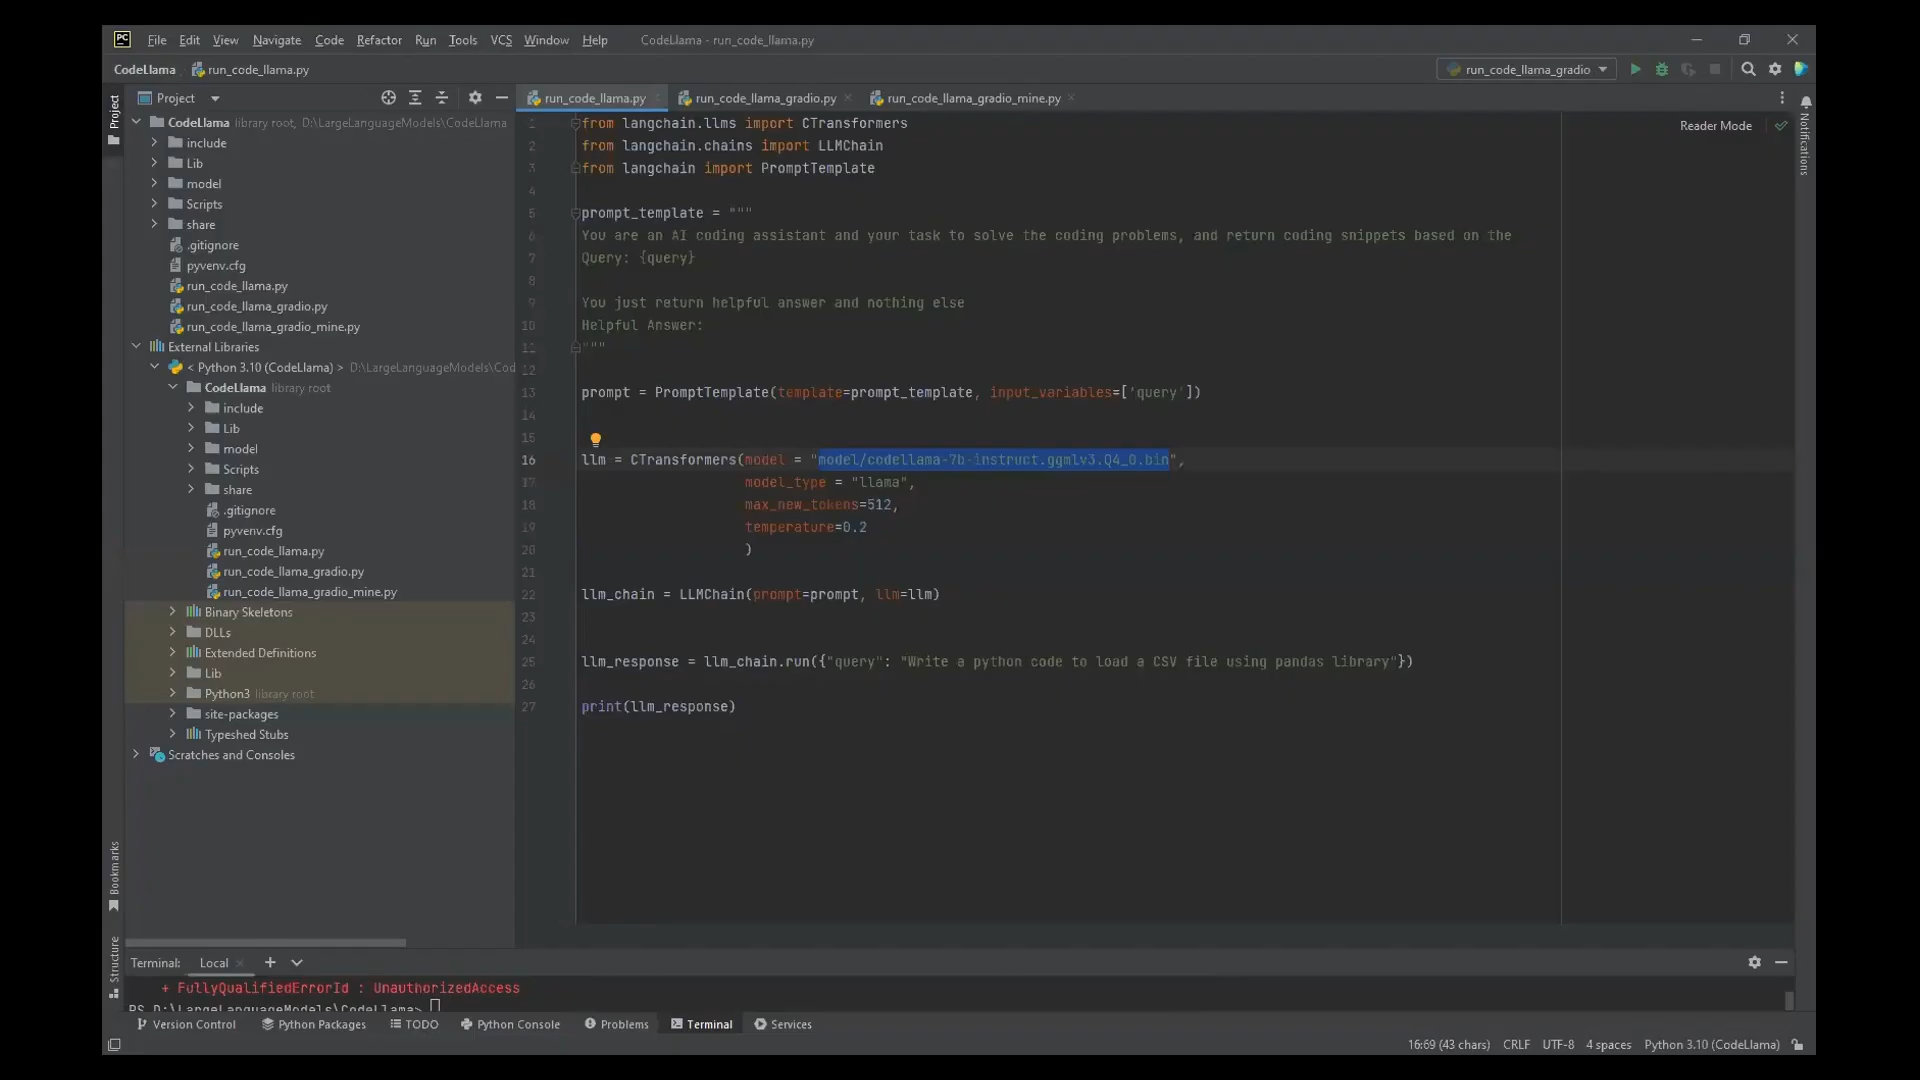 PC File Edit View Navigate Code Refactor Run Tools VCS Window Help CodeLlama - run_code_llama.py
CodeLlama run_code_llama.py run_code_llama_gradio
Project run_code_llama.py run_code_llama_gradio.py run_code_llama_gradio_mine.py
Project
Notifications
Bookmarks
Structure
CodeLlama library root, D:\LargeLanguageModels\CodeLlama
include
Lib
model
Scripts
share
.gitignore
pyvenv.cfg
run_code_llama.py
run_code_llama_gradio.py
run_code_llama_gradio_mine.py
External Libraries
< Python 3.10 (CodeLlama) > D:\LargeLanguageModels\Cod
CodeLlama library root
include
Lib
model
Scripts
share
.gitignore
pyvenv.cfg
run_code_llama.py
run_code_llama_gradio.py
run_code_llama_gradio_mine.py
Binary Skeletons
DLLs
Extended Definitions
Lib
Python3 library root
site-packages
Typeshed Stubs
Scratches and Consoles
Reader Mode
1 from langchain.llms import CTransformers
2 from langchain.chains import LLMChain
3 from langchain import PromptTemplate
4
5 prompt_template = """
6 You are an AI coding assistant and your task to solve the coding problems, and return coding snippets based on the
7 Query: {query}
8
9 You just return helpful answer and nothing else
10 Helpful Answer:
11 """
12
13 prompt = PromptTemplate(template=prompt_template, input_variables=['query'])
14
15
16 llm = CTransformers(model = "model/codellama-7b-instruct.ggmlv3.Q4_0.bin",
17 model_type = "llama",
18 max_new_tokens=512,
19 temperature=0.2
20 )
21
22 llm_chain = LLMChain(prompt=prompt, llm=llm)
23
24
25 llm_response = llm_chain.run({"query": "Write a python code to load a CSV file using pandas library"})
26
27 print(llm_response)
Terminal: Local
+ FullyQualifiedErrorId : UnauthorizedAccess
PS D:\LargeLanguageModels\CodeLlama>
Version Control Python Packages TODO Python Console Problems Terminal Services
16:69 (43 chars) CRLF UTF-8 4 spaces Python 3.10 (CodeLlama)